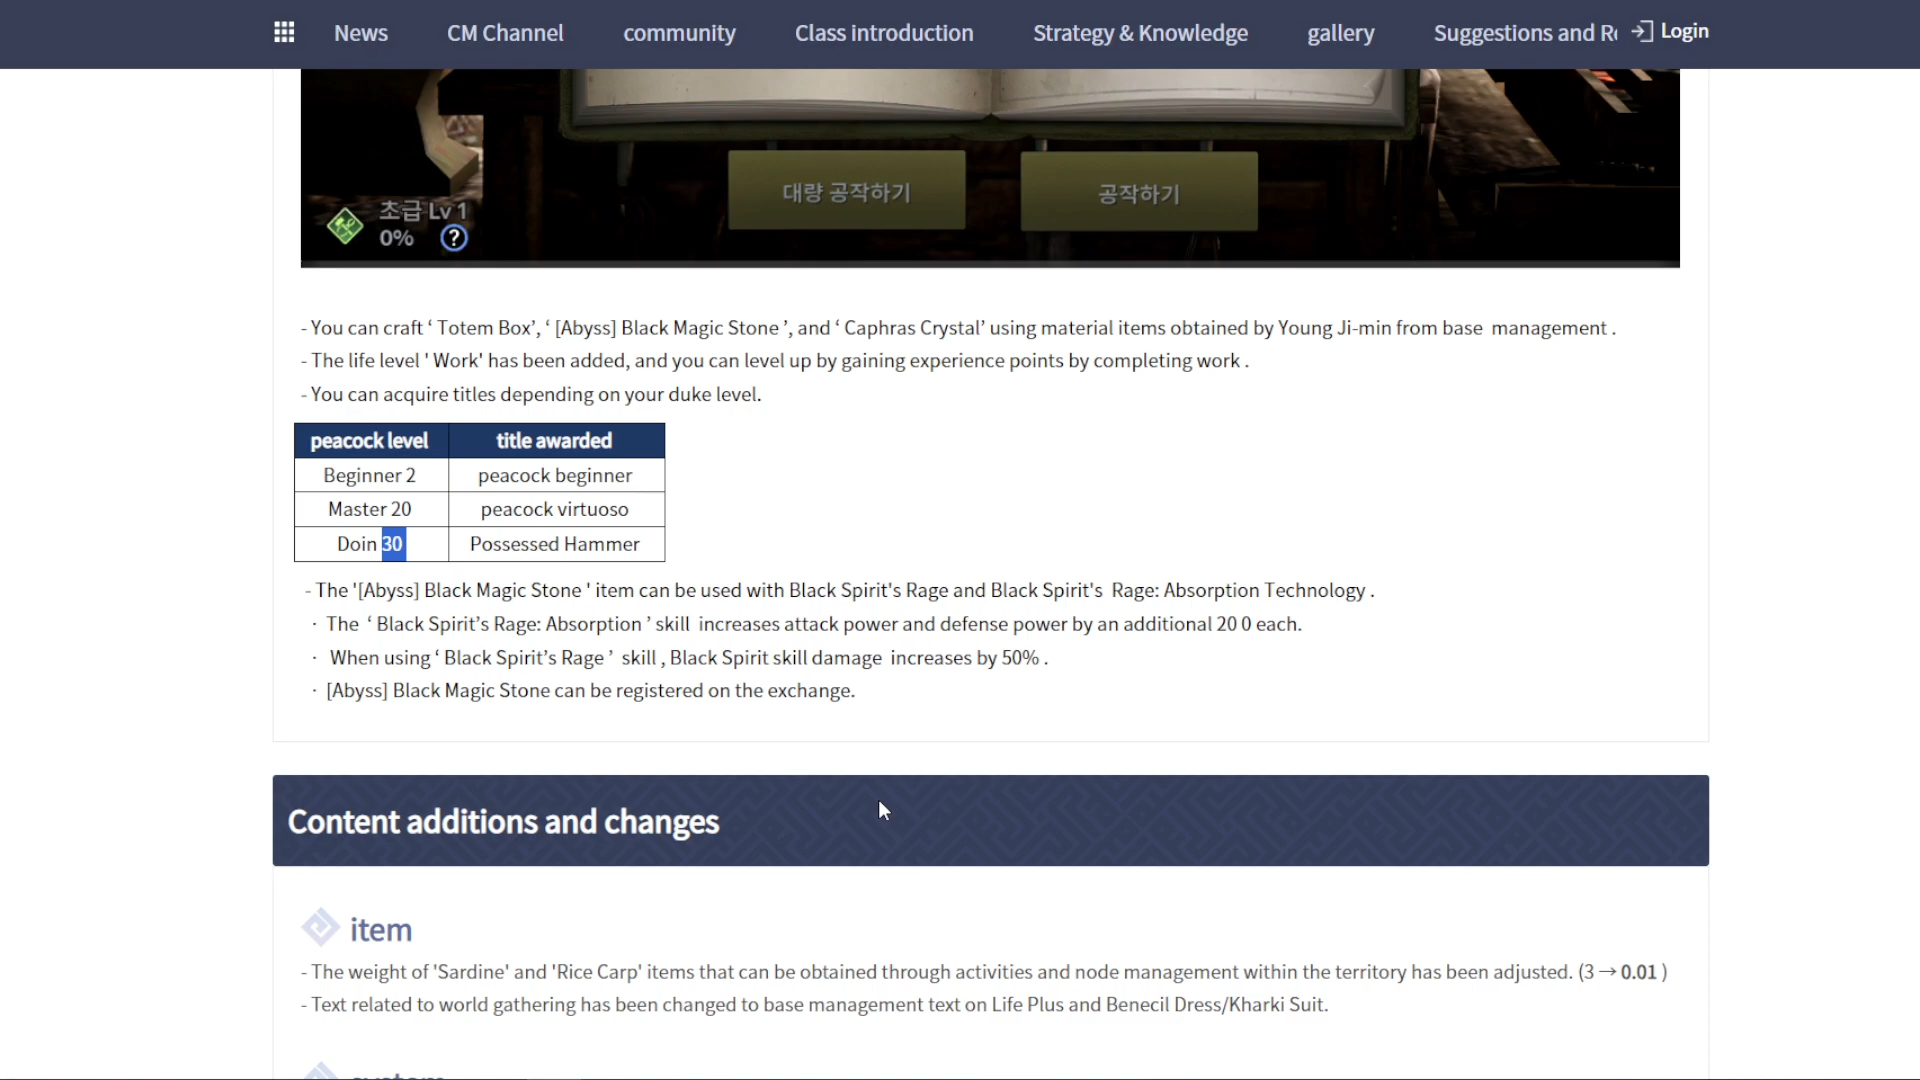 News CM Channel community Class introduction Strategy & Knowledge gallery Suggestions and Re Login
대량 공작하기 공작하기
초급 Lv 1
0% ?
- You can craft ‘ Totem Box’, ‘ [Abyss] Black Magic Stone ’, and ‘ Caphras Crystal’ using material items obtained by Young Ji-min from base management .
- The life level ' Work' has been added, and you can level up by gaining experience points by completing work .
- You can acquire titles depending on your duke level.
peacock level title awarded
Beginner 2 peacock beginner
Master 20 peacock virtuoso
Doin 30 Possessed Hammer
- The '[Abyss] Black Magic Stone ' item can be used with Black Spirit's Rage and Black Spirit's Rage: Absorption Technology .
· The ‘ Black Spirit’s Rage: Absorption ’ skill increases attack power and defense power by an additional 20 0 each.
· When using ‘ Black Spirit’s Rage ’ skill , Black Spirit skill damage increases by 50% .
· [Abyss] Black Magic Stone can be registered on the exchange.
Content additions and changes
item
- The weight of 'Sardine' and 'Rice Carp' items that can be obtained through activities and node management within the territory has been adjusted. (3 → 0.01 )
- Text related to world gathering has been changed to base management text on Life Plus and Benecil Dress/Kharki Suit.